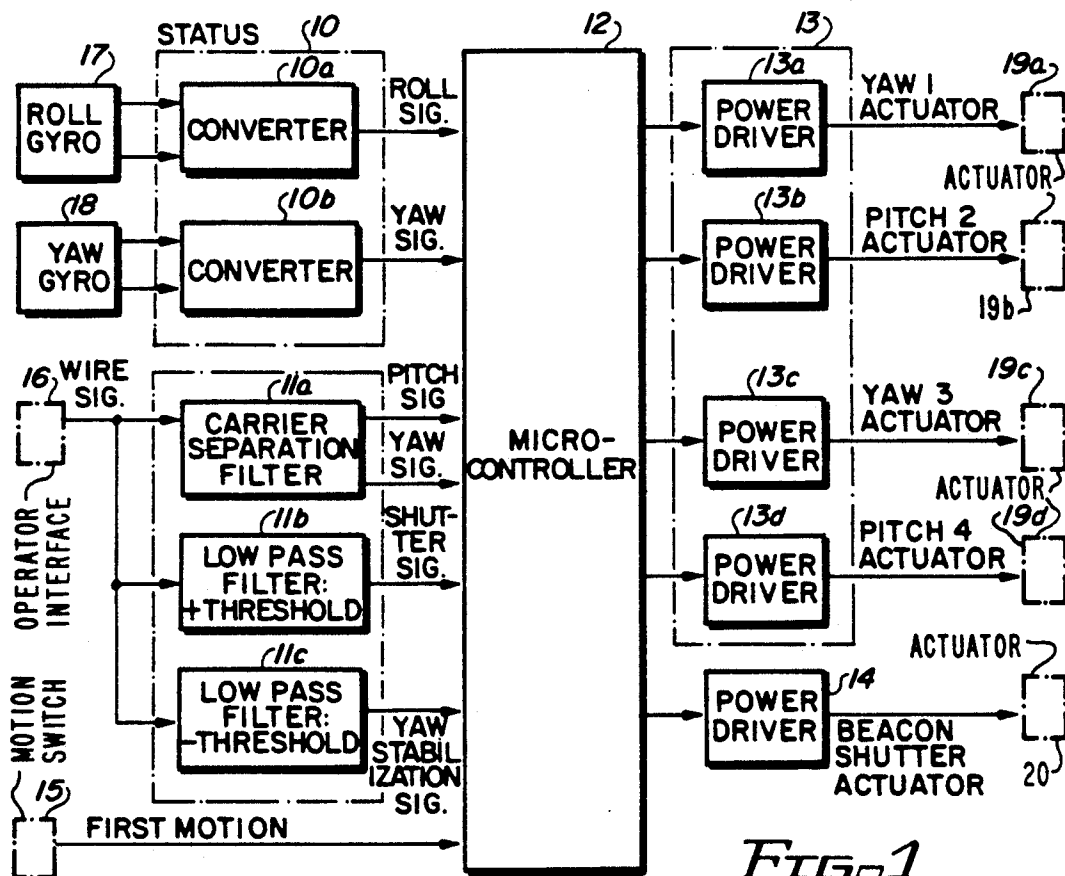 STATUS
10
12
13
17
10a
13a
19a
ROLL
GYRO
CONVERTER
ROLL
SIG.
POWER
DRIVER
YAW 1
ACTUATOR
ACTUATOR
18
10b
13b
YAW
GYRO
CONVERTER
YAW
SIG.
POWER
DRIVER
PITCH 2
ACTUATOR
19b
16
WIRE
SIG.
11a
PITCH
SIG
13c
19c
CARRIER
SEPARATION
FILTER
YAW
SIG.
MICRO-
CONTROLLER
POWER
DRIVER
YAW 3
ACTUATOR
ACTUATOR
OPERATOR
INTERFACE
11b
SHUT-
TER
SIG.
13d
19d
LOW PASS
FILTER:
+THRESHOLD
POWER
DRIVER
PITCH 4
ACTUATOR
11c
LOW PASS
FILTER:
-THRESHOLD
YAW
STABIL
IZATION
SIG.
POWER
DRIVER
14
ACTUATOR
BEACON
SHUTTER
ACTUATOR
20
MOTION
SWITCH
15
FIRST MOTION
FIG-1